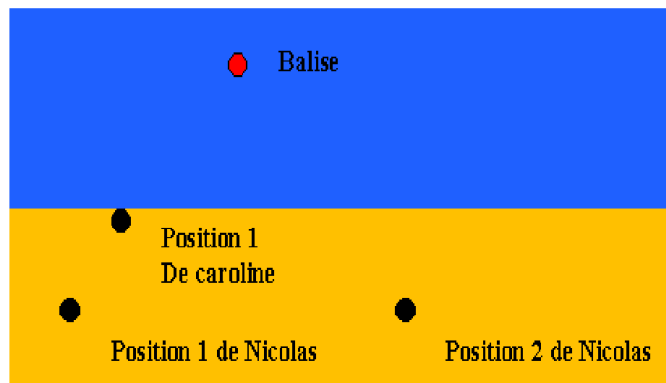 Balise
Position 1
De caroline
Position 1 de Nicolas
Position 2 de Nicolas